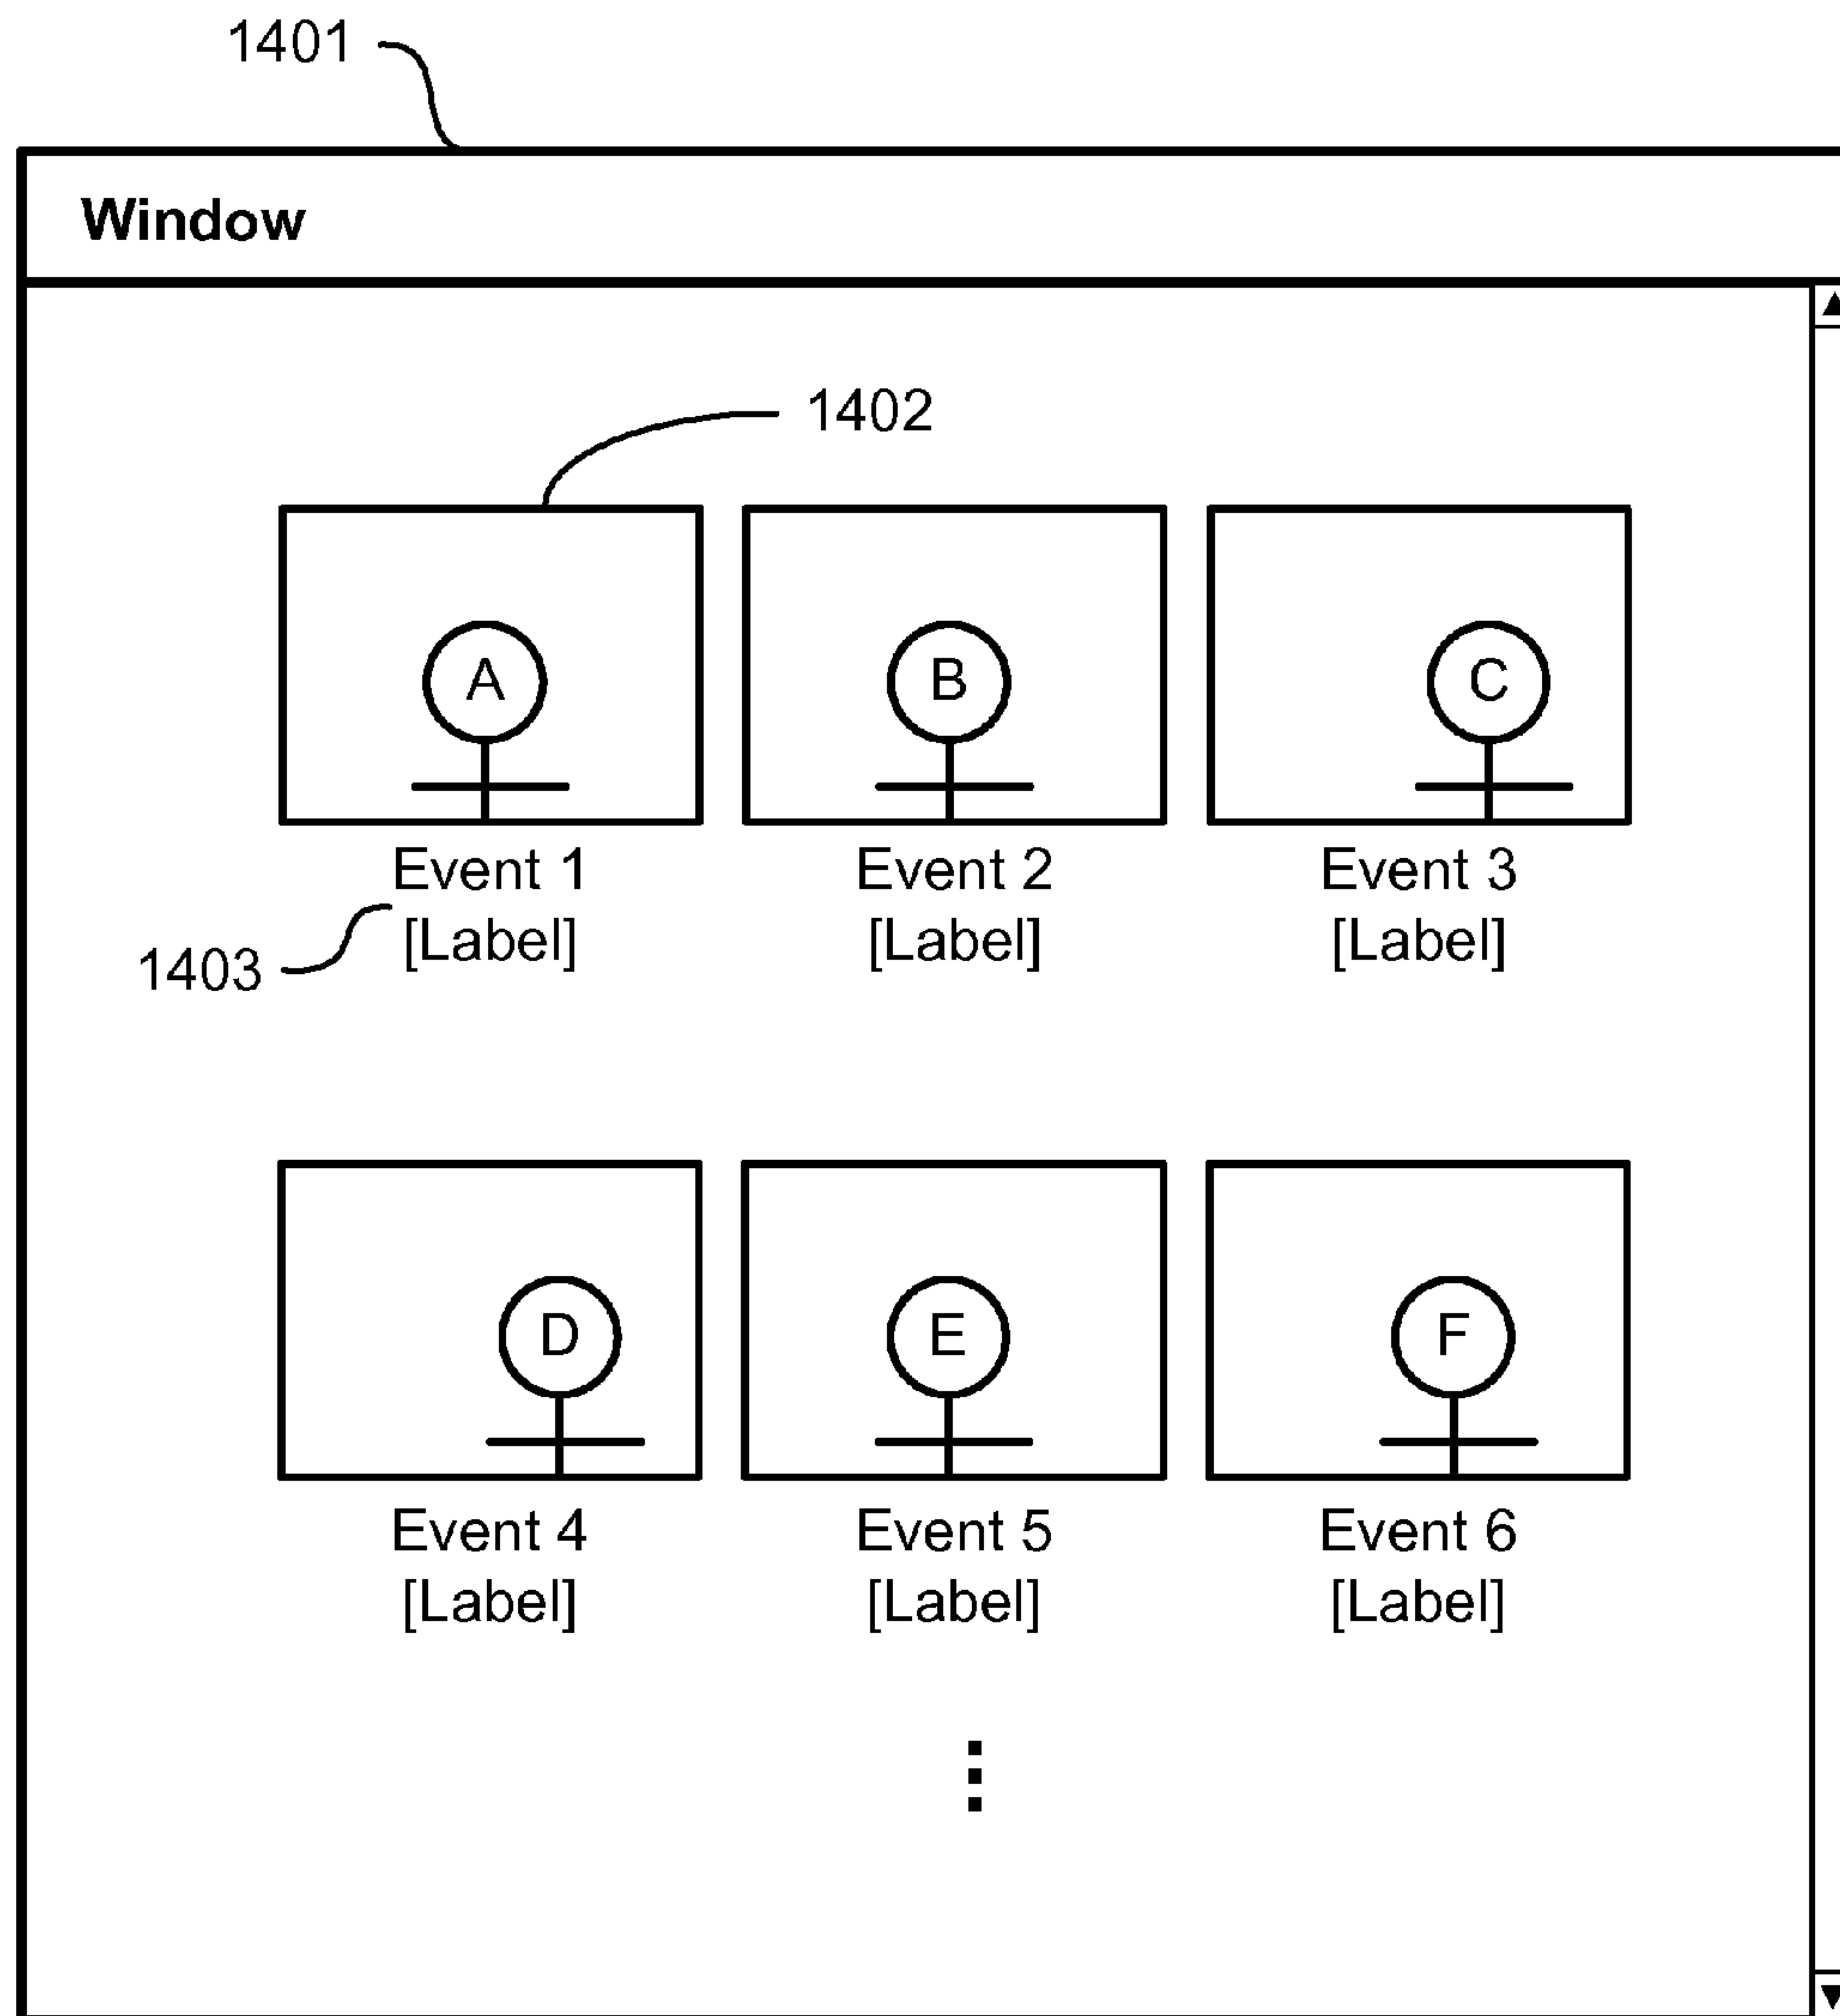 1401
Window
1402
A B C
Event 1 Event 2 Event 3
[Label] [Label] [Label]
1403
D E F
Event 4 Event 5 Event 6
[Label] [Label] [Label]